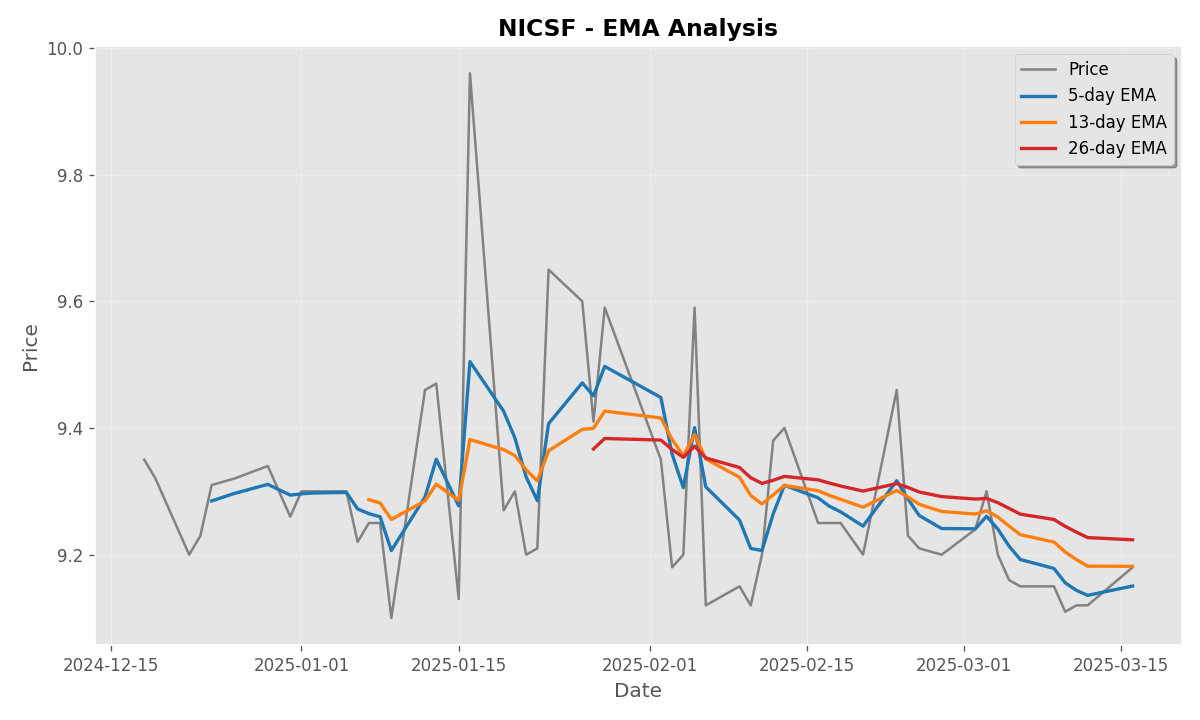 NICSF - EMA Analysis
10.0
9.8
9.6
9.4
9.2
Price
Price
5-day EMA
13-day EMA
26-day EMA
2024-12-15
2025-01-01
2025-01-15
2025-02-01
2025-02-15
2025-03-01
2025-03-15
Date